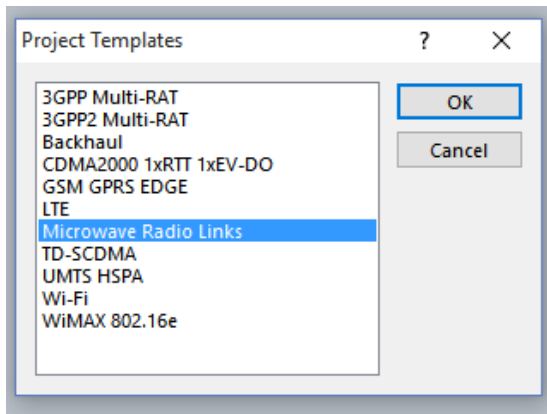 Project Templates
3GPP Multi-RAT
3GPP2 Multi-RAT
Backhaul
CDMA2000 1xRTT 1xEV-DO
GSM GPRS EDGE
LTE
Microwave Radio Links
TD-SCDMA
UMTS HSPA
Wi-Fi
WiMAX 802.16e
OK
Cancel